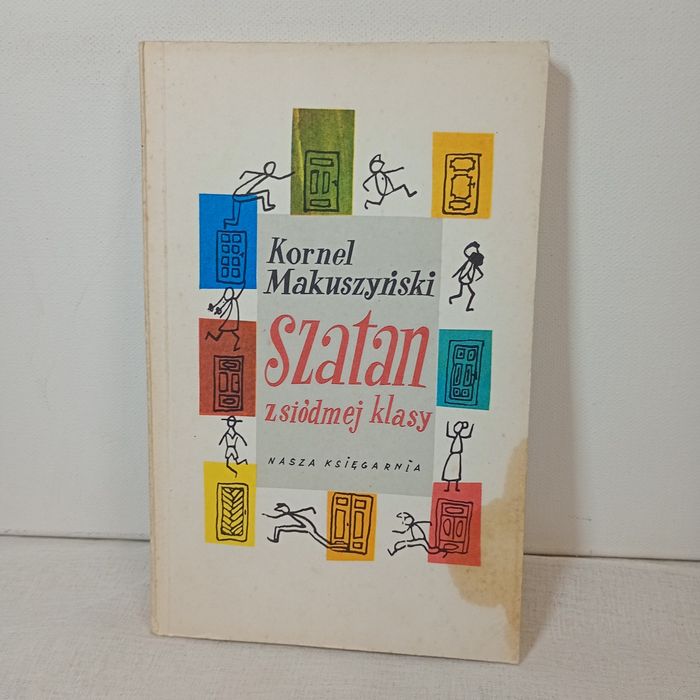 Kornel
Makuszyński
Szatan
z siódmej klasy
NASZA KSIĘGARNIA